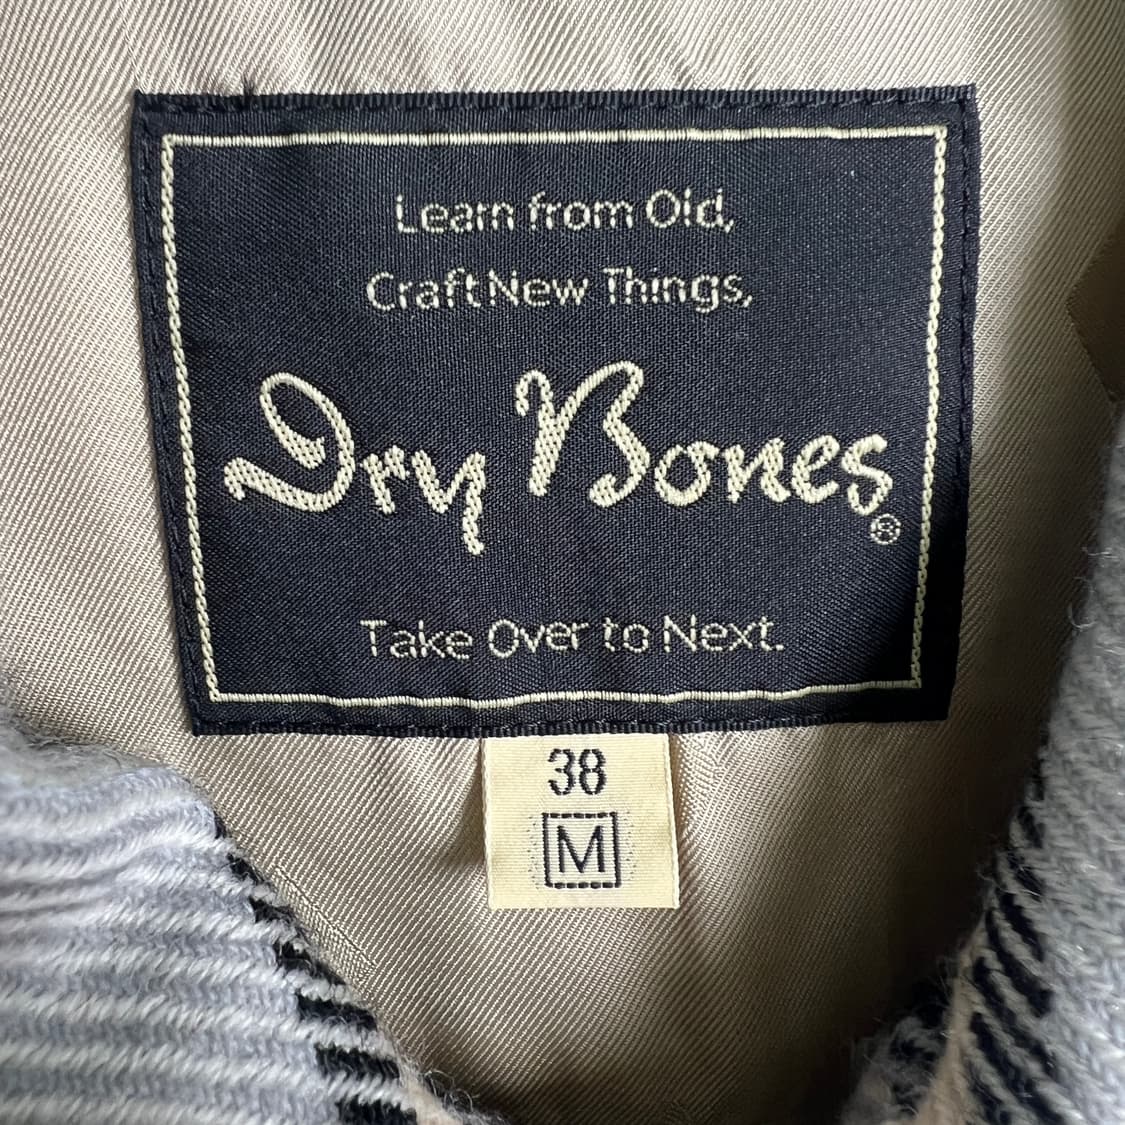 Learn from Old,
Craft New Things,
Dry Bones®
Take Over to Next.
38
M